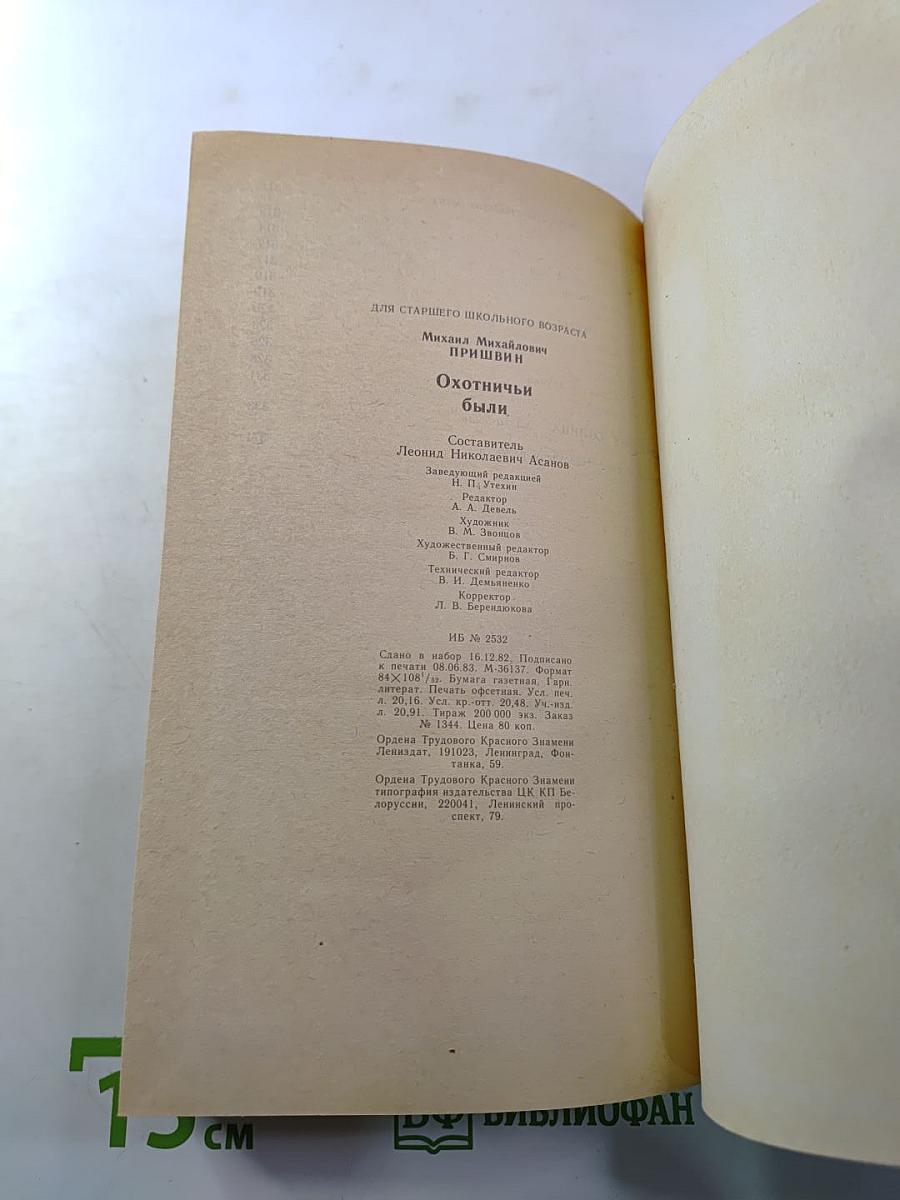 ДЛЯ СТАРШЕГО ШКОЛЬНОГО ВОЗРАСТА
Михаил Михайлович
ПРИШВИН
Охотничьи
были
Составитель
Леонид Николаевич Асанов
Заведующий редакцией
Н. П. Утехин
Редактор
А. А. Девель
Художник
В. М. Звонцов
Художественный редактор
Б. Г. Смирнов
Технический редактор
В. И. Демьяненко
Корректор
Л. В. Берендюкова
ИБ № 2532
Сдано в набор 16.12.82. Подписано
к печати 08.06.83. М-36137. Формат
84×108¹/₃₂. Бумага газетная. Гарн.
литерат. Печать офсетная. Усл. печ.
л. 20,16. Усл. кр.-отт. 20,48. Уч.-изд.
л. 20,91. Тираж 200 000 экз. Заказ
№ 1344. Цена 80 коп.
Ордена Трудового Красного Знамени
Лениздат, 191023, Ленинград, Фон-
танка, 59.
Ордена Трудового Красного Знамени
типография издательства ЦК КП Бе-
лоруссии, 220041, Ленинский про-
спект, 79.
15 см
БФ БИБЛИОФАН